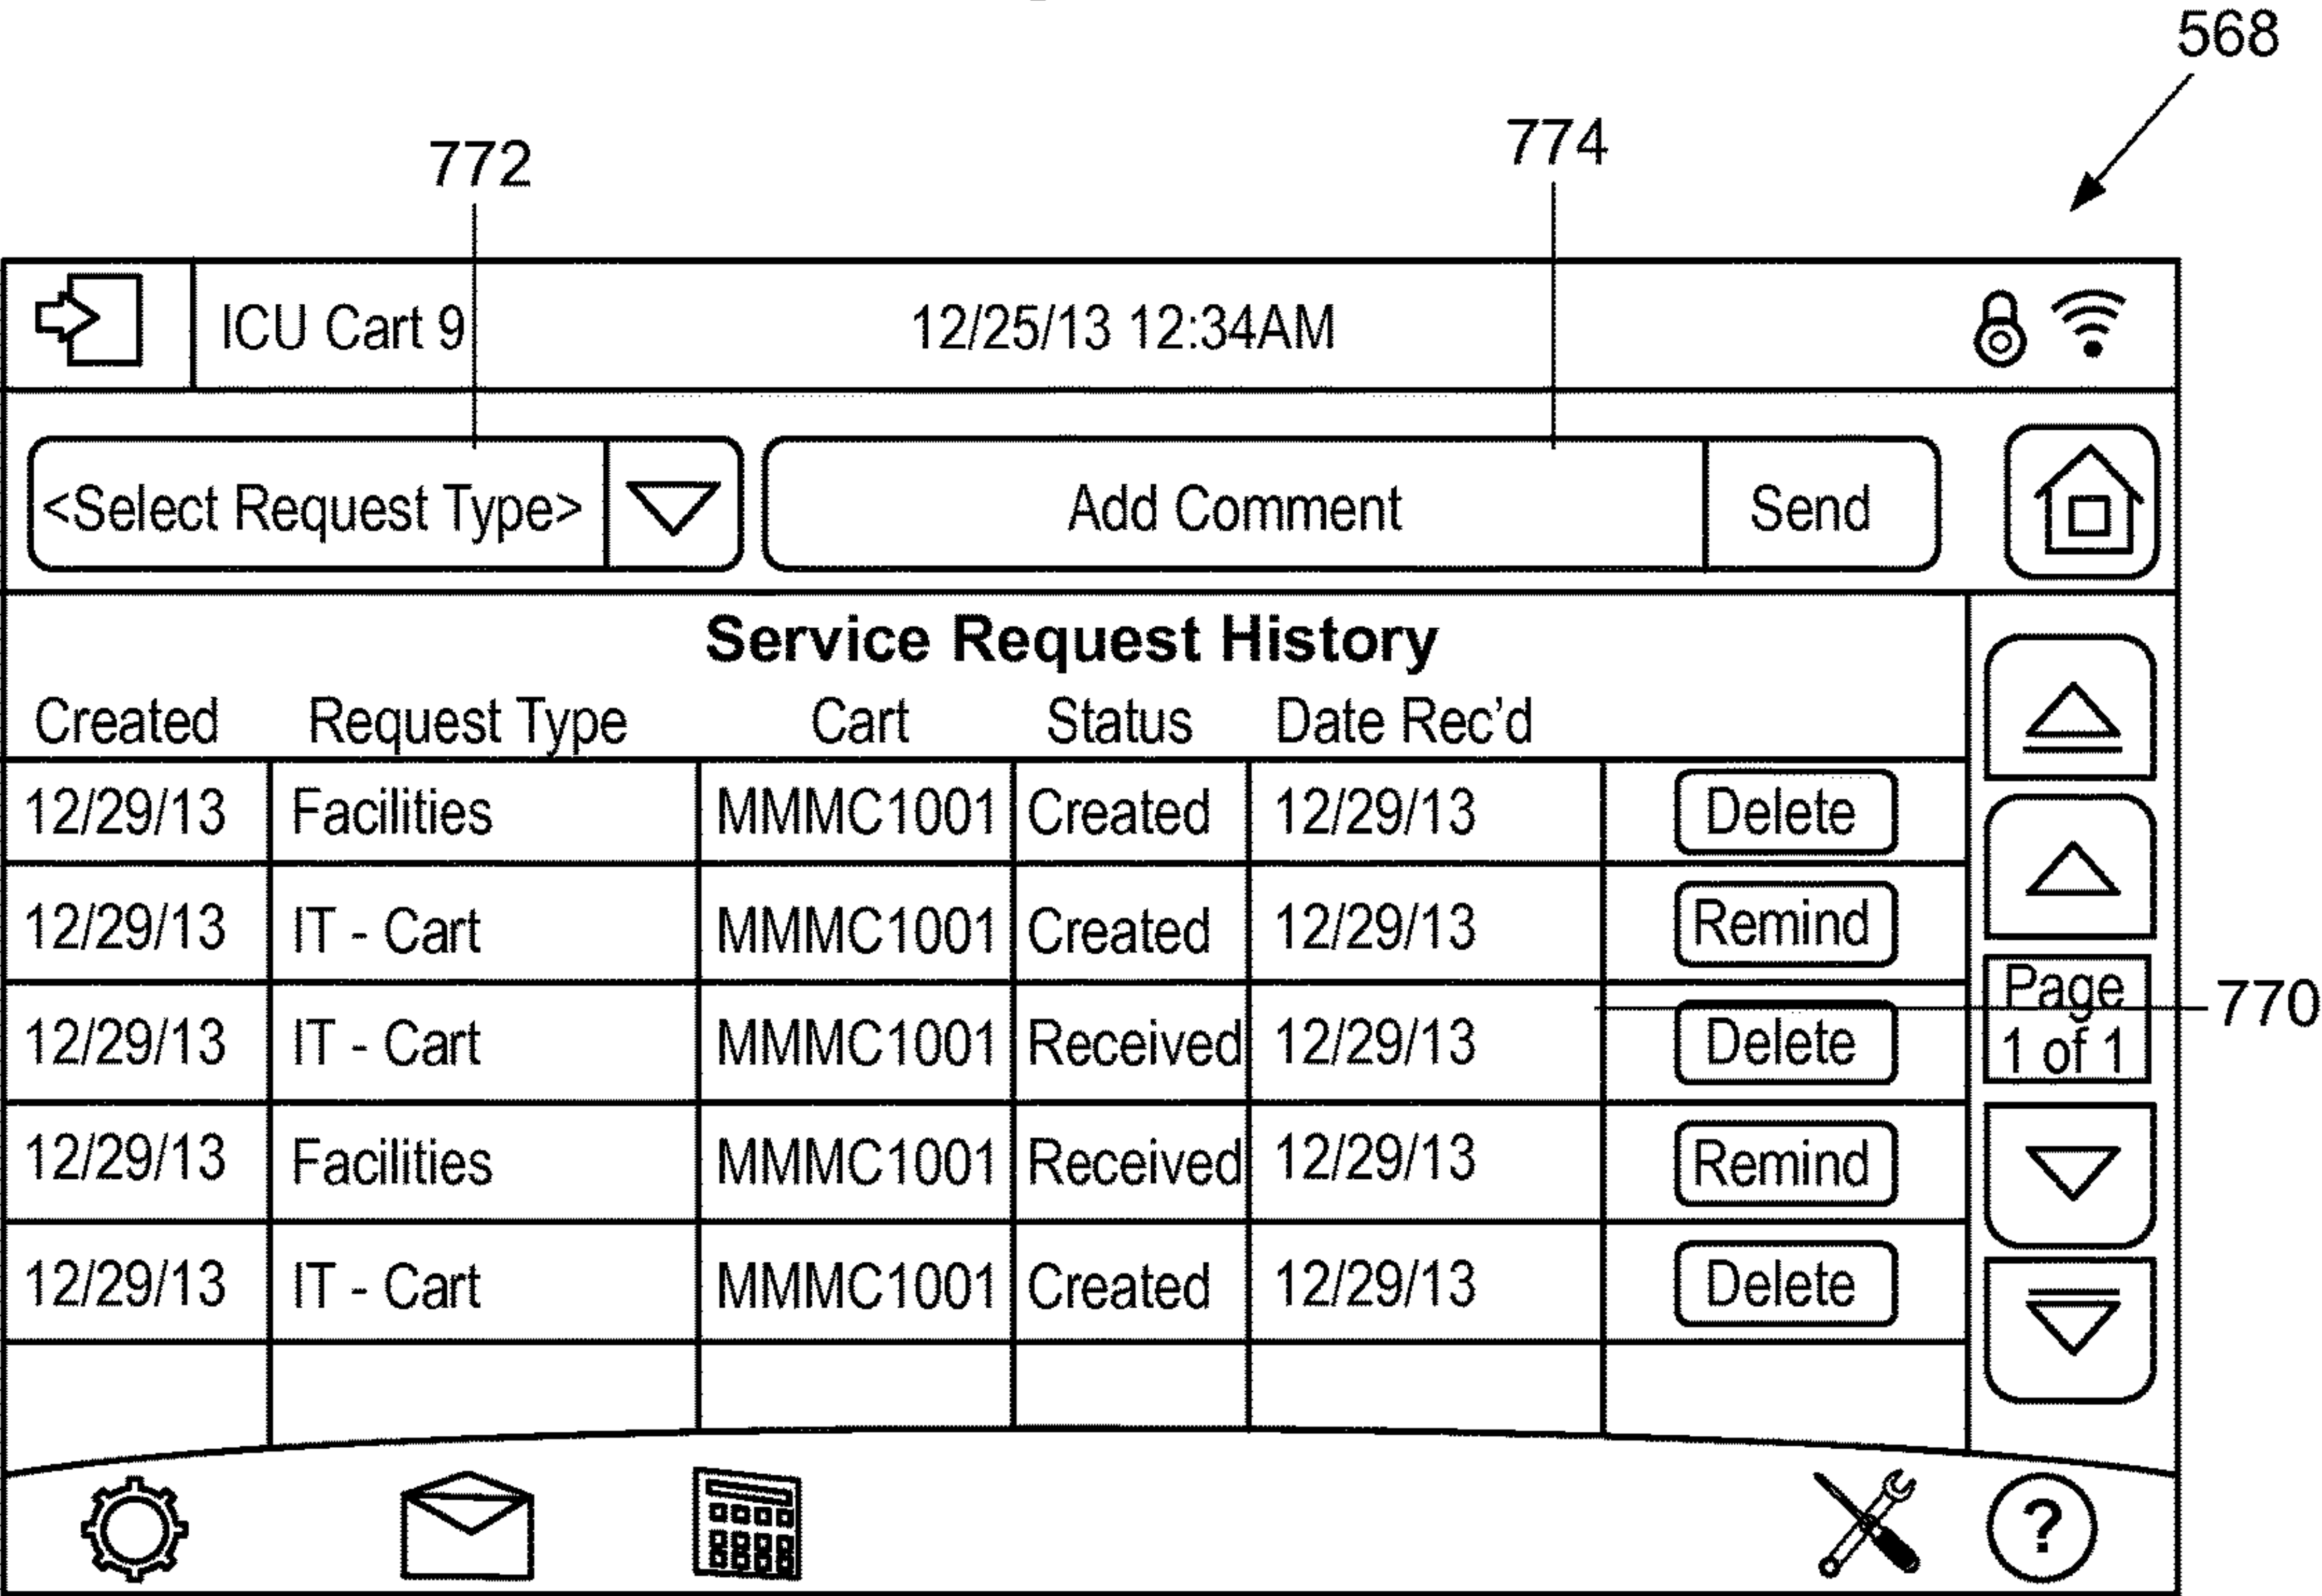 568
772
774
ICU Cart 9 12/25/13 12:34AM
<Select Request Type> Add Comment Send
Service Request History
Created Request Type Cart Status Date Rec'd
12/29/13 Facilities MMMC1001 Created 12/29/13 Delete
12/29/13 IT - Cart MMMC1001 Created 12/29/13 Remind
Page
770
12/29/13 IT - Cart MMMC1001 Received 12/29/13 Delete 1 of 1
12/29/13 Facilities MMMC1001 Received 12/29/13 Remind
12/29/13 IT - Cart MMMC1001 Created 12/29/13 Delete
?